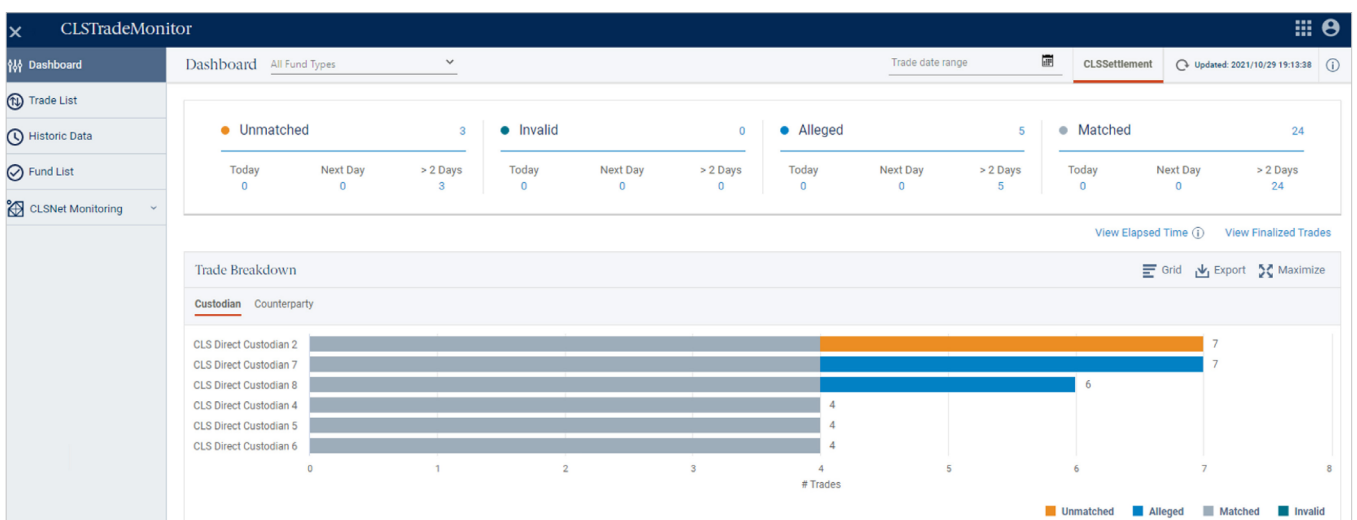 CLSTradeMonitor
Dashboard
Trade List
Historic Data
Fund List
CLSNet Monitoring
Dashboard All Fund Types Trade date range CLSSettlement Updated: 2021/10/29 19:13:38
Unmatched 3 Invalid 0 Alleged 5 Matched 24
Today Next Day > 2 Days Today Next Day > 2 Days Today Next Day > 2 Days Today Next Day > 2 Days
0 0 3 0 0 0 0 0 5 0 0 24
View Elapsed Time View Finalized Trades
Trade Breakdown Grid Export Maximize
Custodian Counterparty
CLS Direct Custodian 2 7
CLS Direct Custodian 7 7
CLS Direct Custodian 8 6
CLS Direct Custodian 4 4
CLS Direct Custodian 5 4
CLS Direct Custodian 6 4
0 1 2 3 4 5 6 7 8
# Trades
Unmatched Alleged Matched Invalid